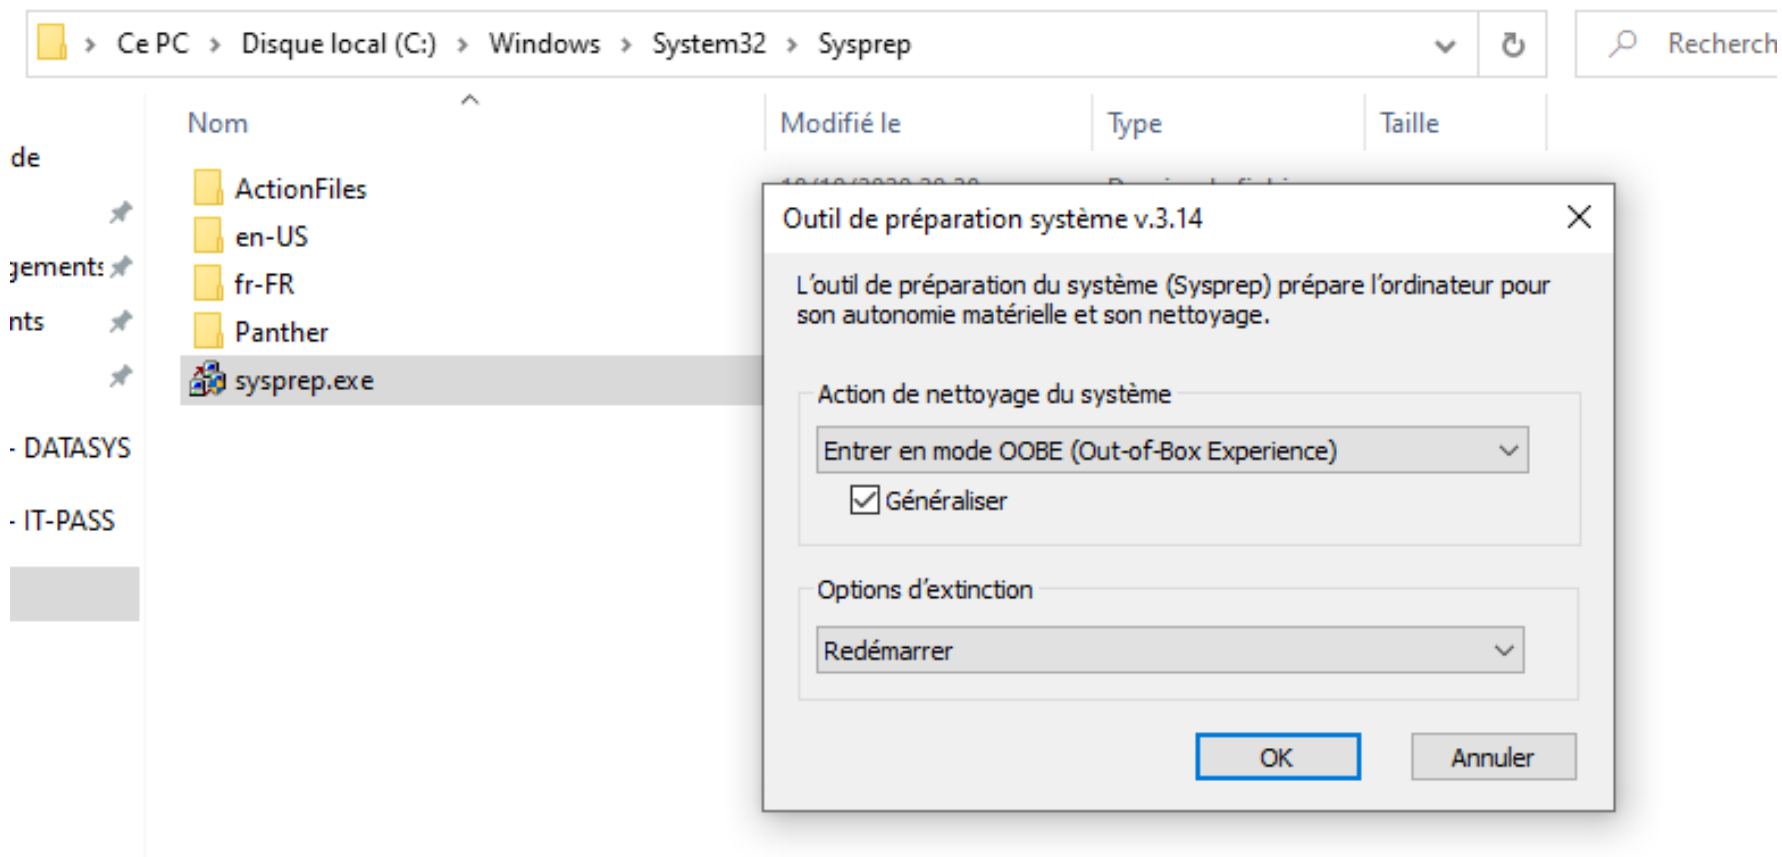 Ce PC > Disque local (C:) > Windows > System32 > Sysprep
Recherch
Nom
Modifié le
Type
Taille
de
ActionFiles
en-US
gements
fr-FR
nts
Panther
sysprep.exe
- DATASYS
- IT-PASS
Outil de préparation système v.3.14
L'outil de préparation du système (Sysprep) prépare l'ordinateur pour
son autonomie matérielle et son nettoyage.
Action de nettoyage du système
Entrer en mode OOBE (Out-of-Box Experience)
Généraliser
Options d'extinction
Redémarrer
OK
Annuler